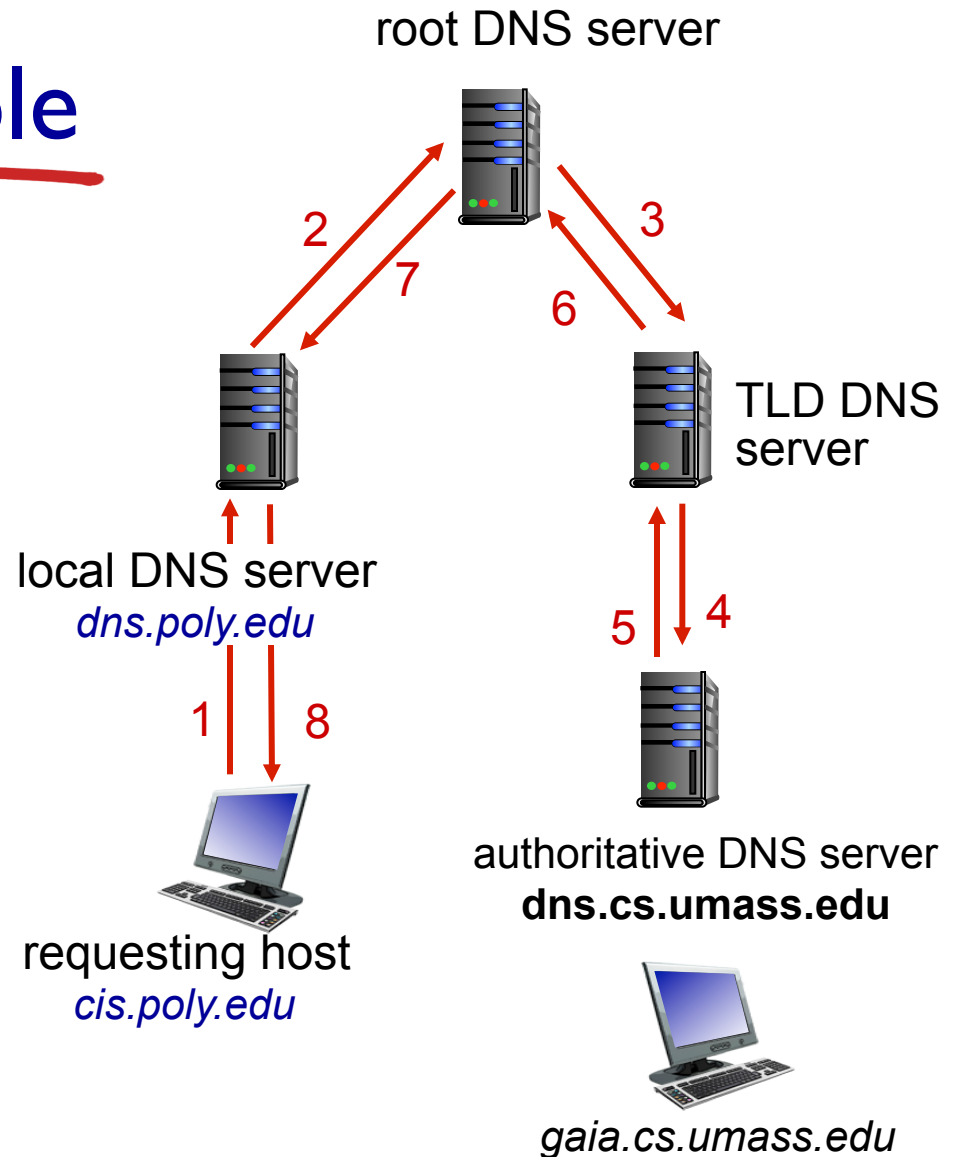 root DNS server
2
3
7
6
TLD DNS
server
local DNS server
dns.poly.edu
5
4
1
8
authoritative DNS server
dns.cs.umass.edu
requesting host
cis.poly.edu
gaia.cs.umass.edu